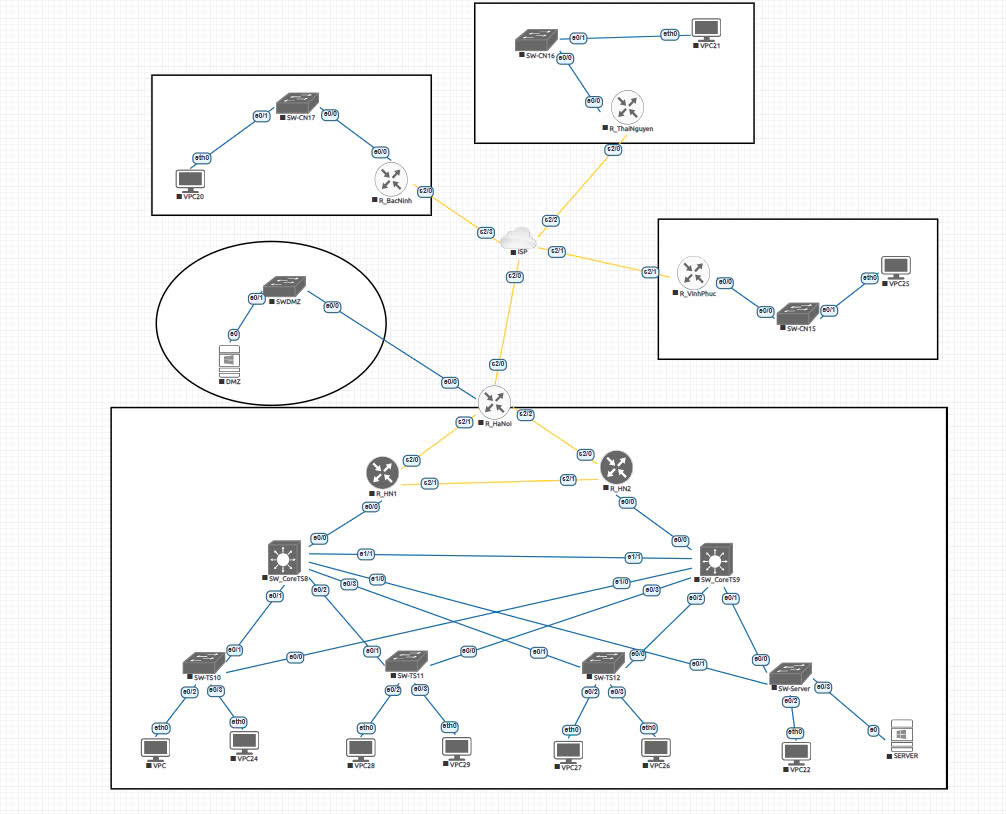 e0/1
eth0
SW-CN16
VPC21
e0/0
e0/0
R_ThaiNguyen
s2/0
SW-CN17
e0/1
e0/0
eth0
e0/0
VPC20
R_BacNinh
s2/0
s2/3
s2/2
ISP
s2/1
s2/0
s2/1
R_VinhPhuc
e0/0
eth0
VPC25
e0/0
e0/1
SW-CN15
SWDMZ
e0/1
e0/0
e0
DMZ
e0/0
s2/0
R_HaNoi
s2/1
s2/2
s2/0
s2/0
R_HN1
s2/1
s2/1
R_HN2
e0/0
e0/0
e0/0
e0/0
e1/1
e1/1
SW_CoreTS8
SW_CoreTS9
e0/1
e0/2
e0/3
e1/0
e1/0
e0/3
e0/2
e0/1
e0/1
e0/0
e0/1
e0/0
e0/1
e0/0
e0/1
e0/0
SW-TS10
SW-TS11
SW-TS12
SW-Server
e0/2
e0/3
e0/2
e0/3
e0/2
e0/3
e0/2
e0/3
eth0
eth0
eth0
eth0
eth0
eth0
eth0
e0
VPC
VPC24
VPC28
VPC29
VPC27
VPC26
VPC22
SERVER